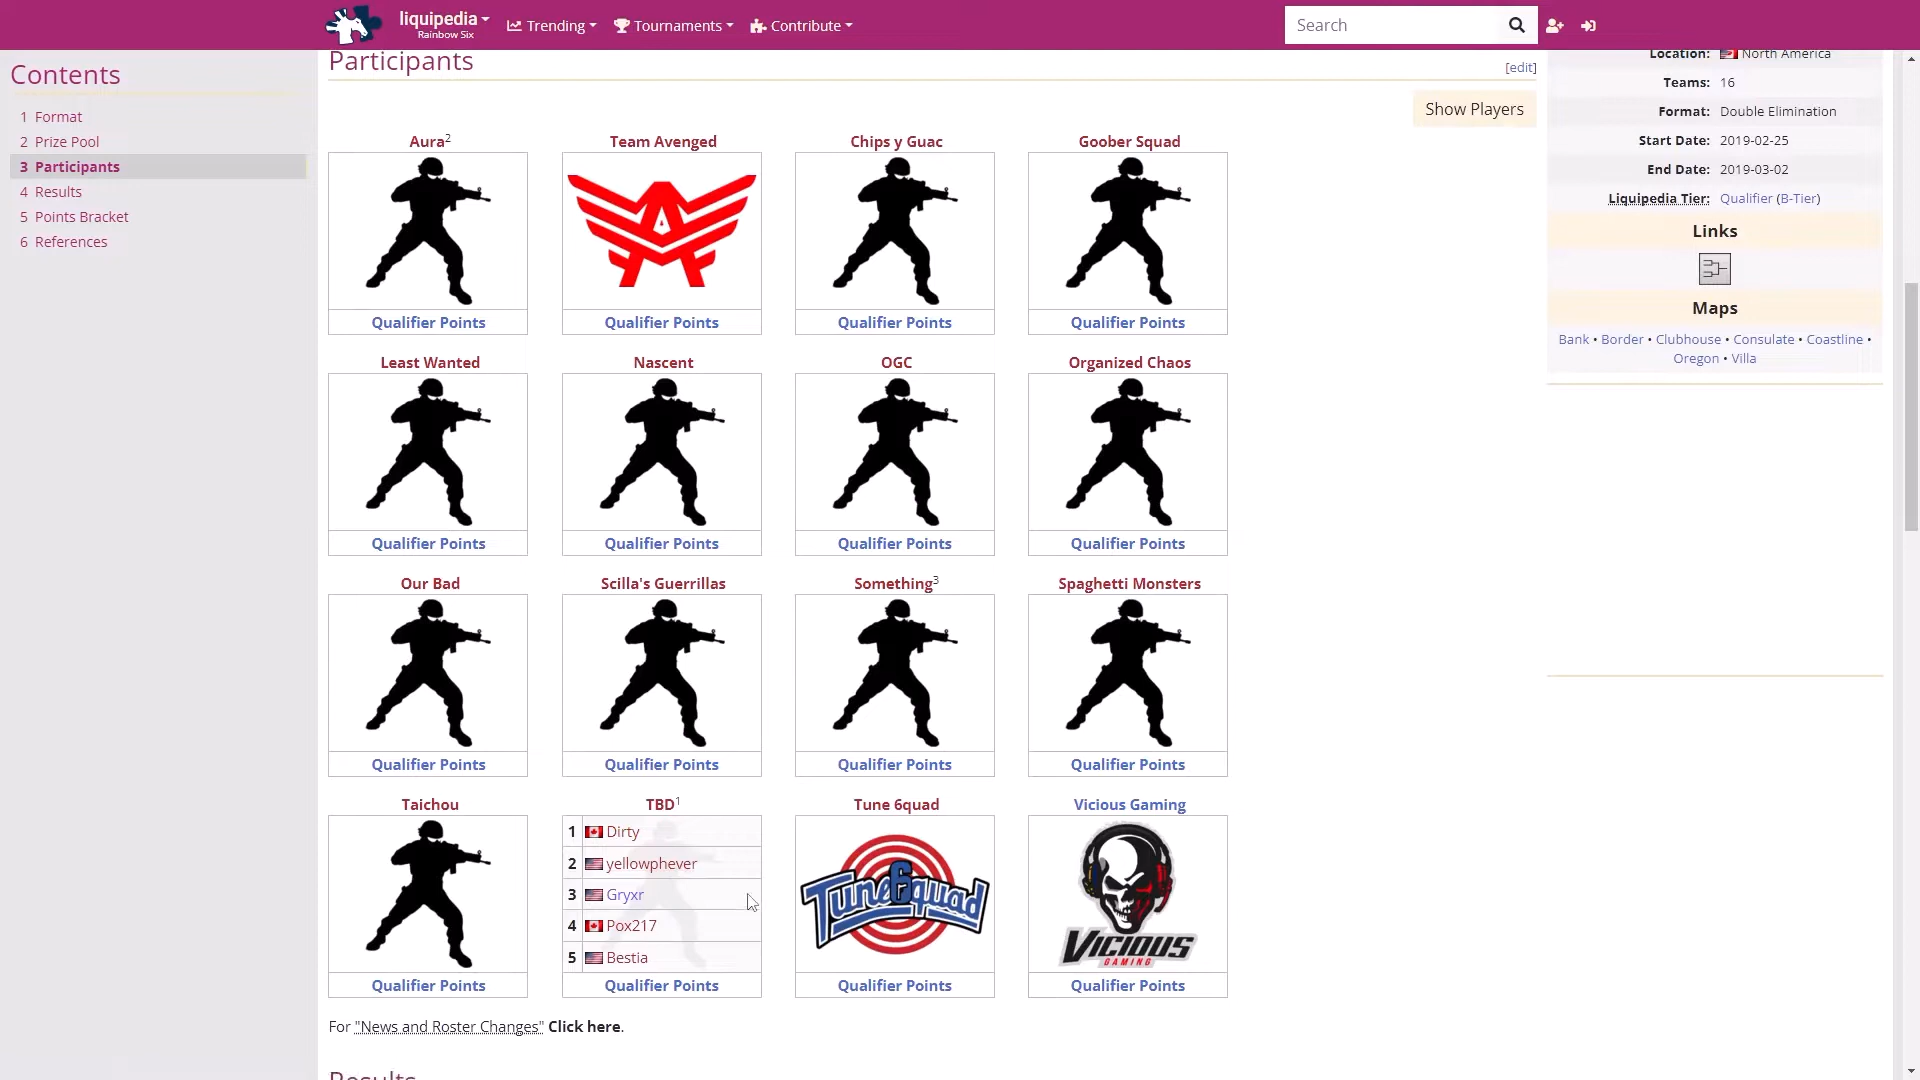 liquipedia
Rainbow Six
Trending
Tournaments
Contribute
Search
Contents
1 Format
2 Prize Pool
3 Participants
4 Results
5 Points Bracket
6 References
Participants
[edit]
Show Players
Aura2
Team Avenged
Chips y Guac
Goober Squad
Qualifier Points
Qualifier Points
Qualifier Points
Qualifier Points
Least Wanted
Nascent
OGC
Organized Chaos
Qualifier Points
Qualifier Points
Qualifier Points
Qualifier Points
Our Bad
Scilla's Guerrillas
Something3
Spaghetti Monsters
Qualifier Points
Qualifier Points
Qualifier Points
Qualifier Points
Taichou
TBD1
Tune 6quad
Vicious Gaming
1 Dirty
2 yellowphever
3 Gryxr
4 Pox217
5 Bestia
Tune6quad
VICIOUS
GAMING
Qualifier Points
Qualifier Points
Qualifier Points
Qualifier Points
For "News and Roster Changes" Click here.
Results
Location: North America
Teams: 16
Format: Double Elimination
Start Date: 2019-02-25
End Date: 2019-03-02
Liquipedia Tier: Qualifier (B-Tier)
Links
Maps
Bank • Border • Clubhouse • Consulate • Coastline •
Oregon • Villa